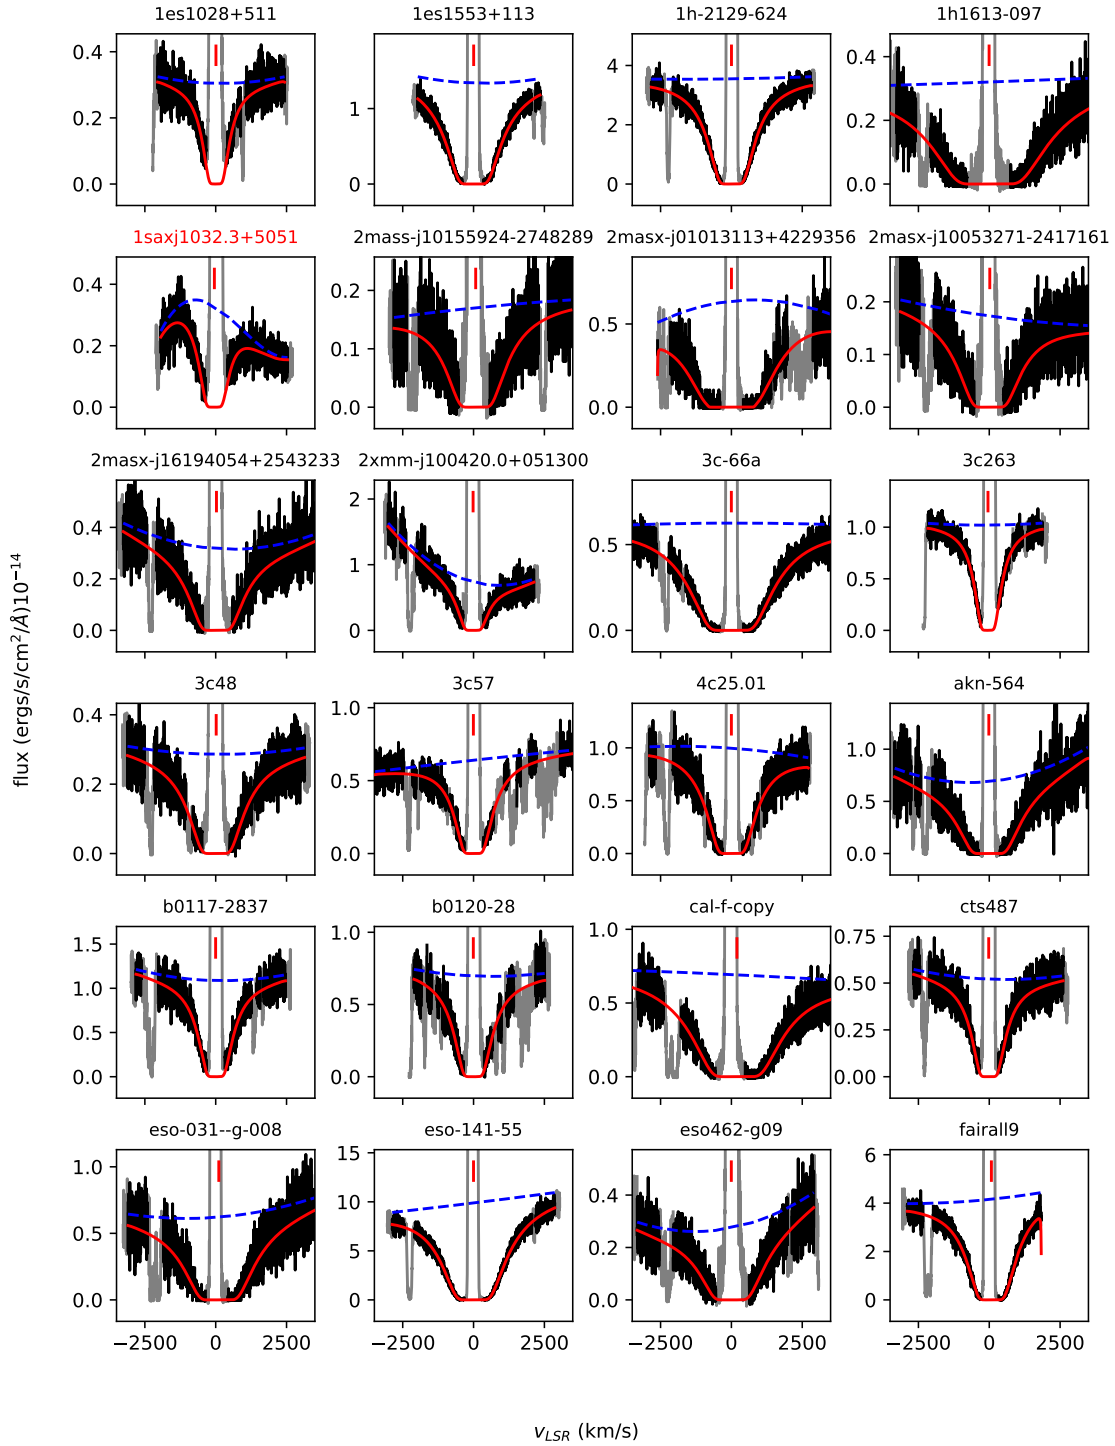 1es1028+511 1es1553+113 1h-2129-624 1h1613-097
0.4 0.2 0.0
1 0
4 2 0
0.4 0.2 0.0
1saxj1032.3+5051 2mass-j10155924-2748289 2masx-j01013113+4229356 2masx-j10053271-2417161
0.4 0.2 0.0
0.2 0.1 0.0
0.5 0.0
0.2 0.1 0.0
2masx-j16194054+2543233 2xmm-j100420.0+051300 3c-66a 3c263
0.4 0.2 0.0
2 1 0
0.5 0.0
1.0 0.5 0.0
3c48 3c57 4c25.01 akn-564
0.4 0.2 0.0
1.0 0.5 0.0
1.0 0.5 0.0
1.0 0.5 0.0
b0117-2837 b0120-28 cal-f-copy cts487
1.5 1.0 0.5 0.0
1.0 0.5 0.0
1.0 0.5 0.0
0.75 0.50 0.25 0.00
eso-031--g-008 eso-141-55 eso462-g09 fairall9
1.0 0.5 0.0
15 10 5 0
0.4 0.2 0.0
6 4 2 0
−2500 0 2500 −2500 0 2500 −2500 0 2500 −2500 0 2500
flux (ergs/s/cm²/Å)10⁻¹⁴
v_LSR (km/s)